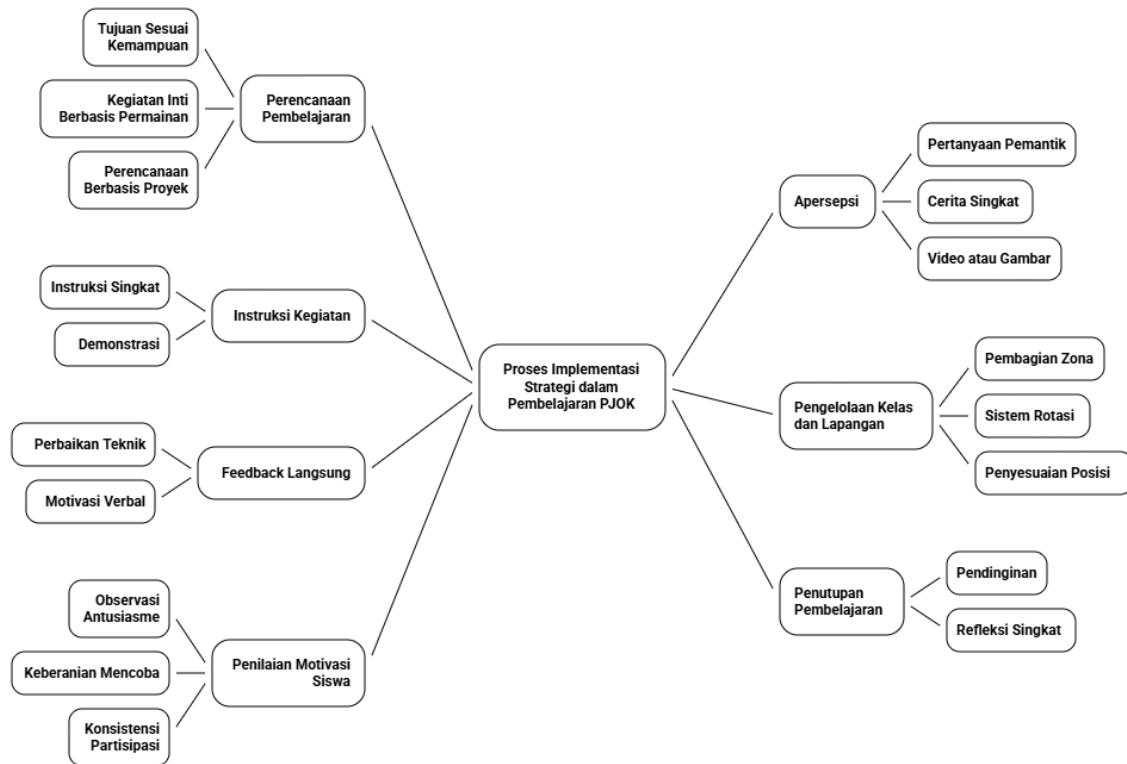 Tujuan Sesuai
Kemampuan
Kegiatan Inti
Berbasis Permainan
Perencanaan
Berbasis Proyek
Perencanaan
Pembelajaran
Instruksi Singkat
Demonstrasi
Instruksi Kegiatan
Perbaikan Teknik
Motivasi Verbal
Feedback Langsung
Observasi
Antusiasme
Keberanian Mencoba
Konsistensi
Partisipasi
Penilaian Motivasi
Siswa
Proses Implementasi
Strategi dalam
Pembelajaran PJOK
Apersepsi
Pertanyaan Pemantik
Cerita Singkat
Video atau Gambar
Pengelolaan Kelas
dan Lapangan
Pembagian Zona
Sistem Rotasi
Penyesuaian Posisi
Penutupan
Pembelajaran
Pendinginan
Refleksi Singkat